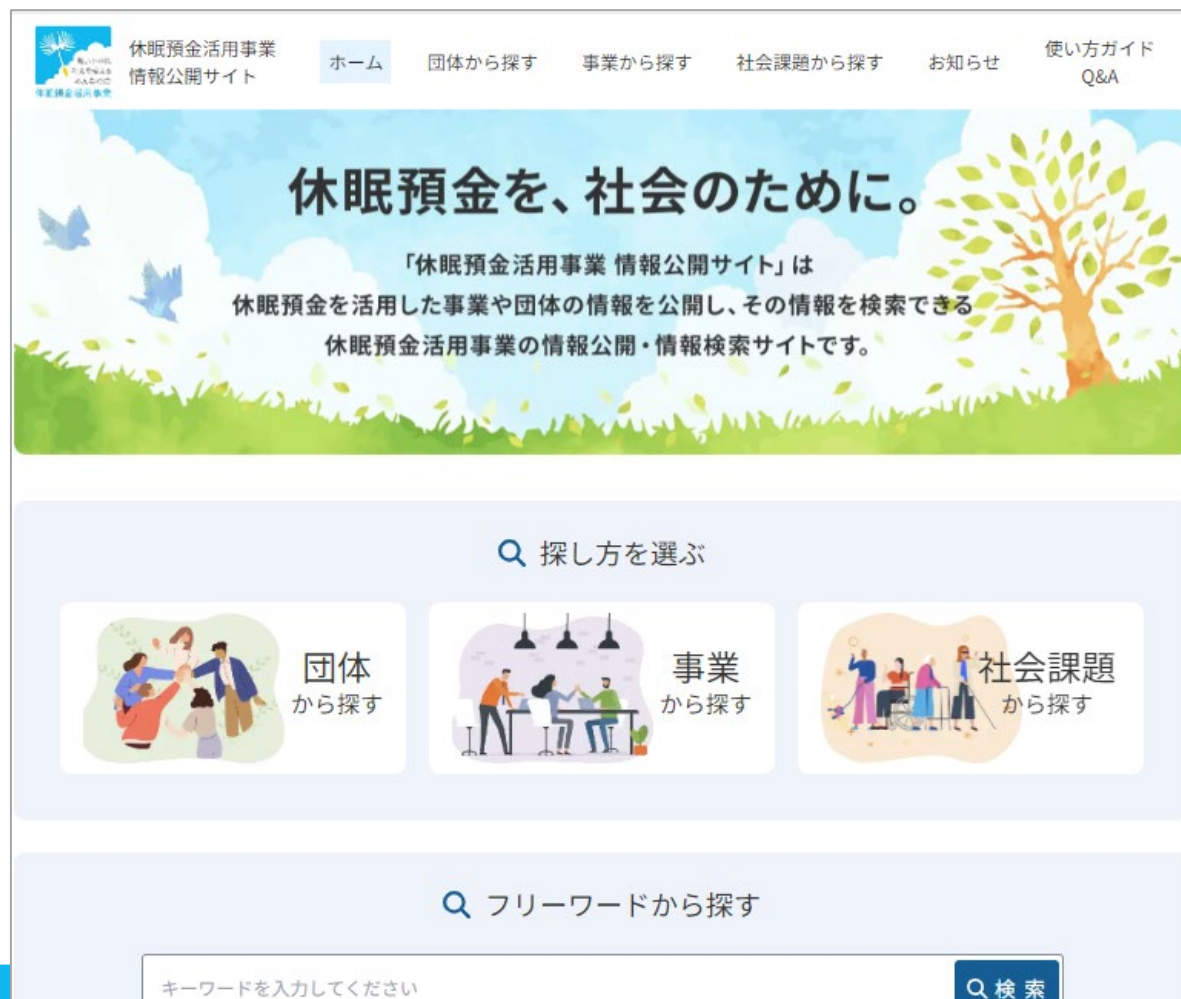 休眠預金活用事業
情報公開サイト
ホーム
団体から探す
事業から探す
社会課題から探す
お知らせ
使い方ガイド
Q&A
休眠預金活用事業
休眠預金を、社会のために。
「休眠預金活用事業 情報公開サイト」は
休眠預金を活用した事業や団体の情報を公開し、その情報を検索できる
休眠預金活用事業の情報公開・情報検索サイトです。
探し方を選ぶ
団体
から探す
事業
から探す
社会課題
から探す
フリーワードから探す
キーワードを入力してください
検索